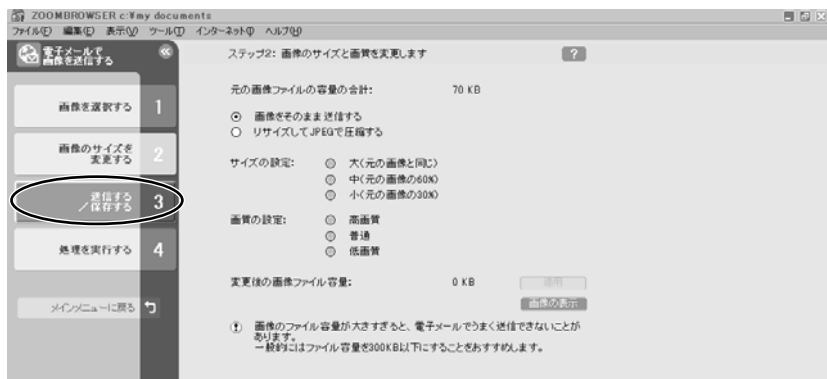 ZOOMBROWSER c:¥my documents
ファイル(F) 編集(E) 表示(V) ツール(T) インターネット(I) ヘルプ(H)
電子メールで
画像を送信する
ステップ2: 画像のサイズと画質を変更します
?
元の画像ファイルの容量の合計: 70 KB
画像を選択する 1
画像をそのまま送信する
リサイズしてJPEGで圧縮する
画像のサイズを
変更する 2
サイズの設定: 大(元の画像と同じ)
中(元の画像の60%)
小(元の画像の30%)
送信する
/保存する 3
画質の設定: 高画質
普通
低画質
処理を実行する 4
変更後の画像ファイル容量: 0 KB 適用
画像の表示
メインメニューに戻る
画像のファイル容量が大きすぎると、電子メールでうまく送信できないことが
あります。
一般的にはファイル容量を300KB以下にすることをおすすめします。